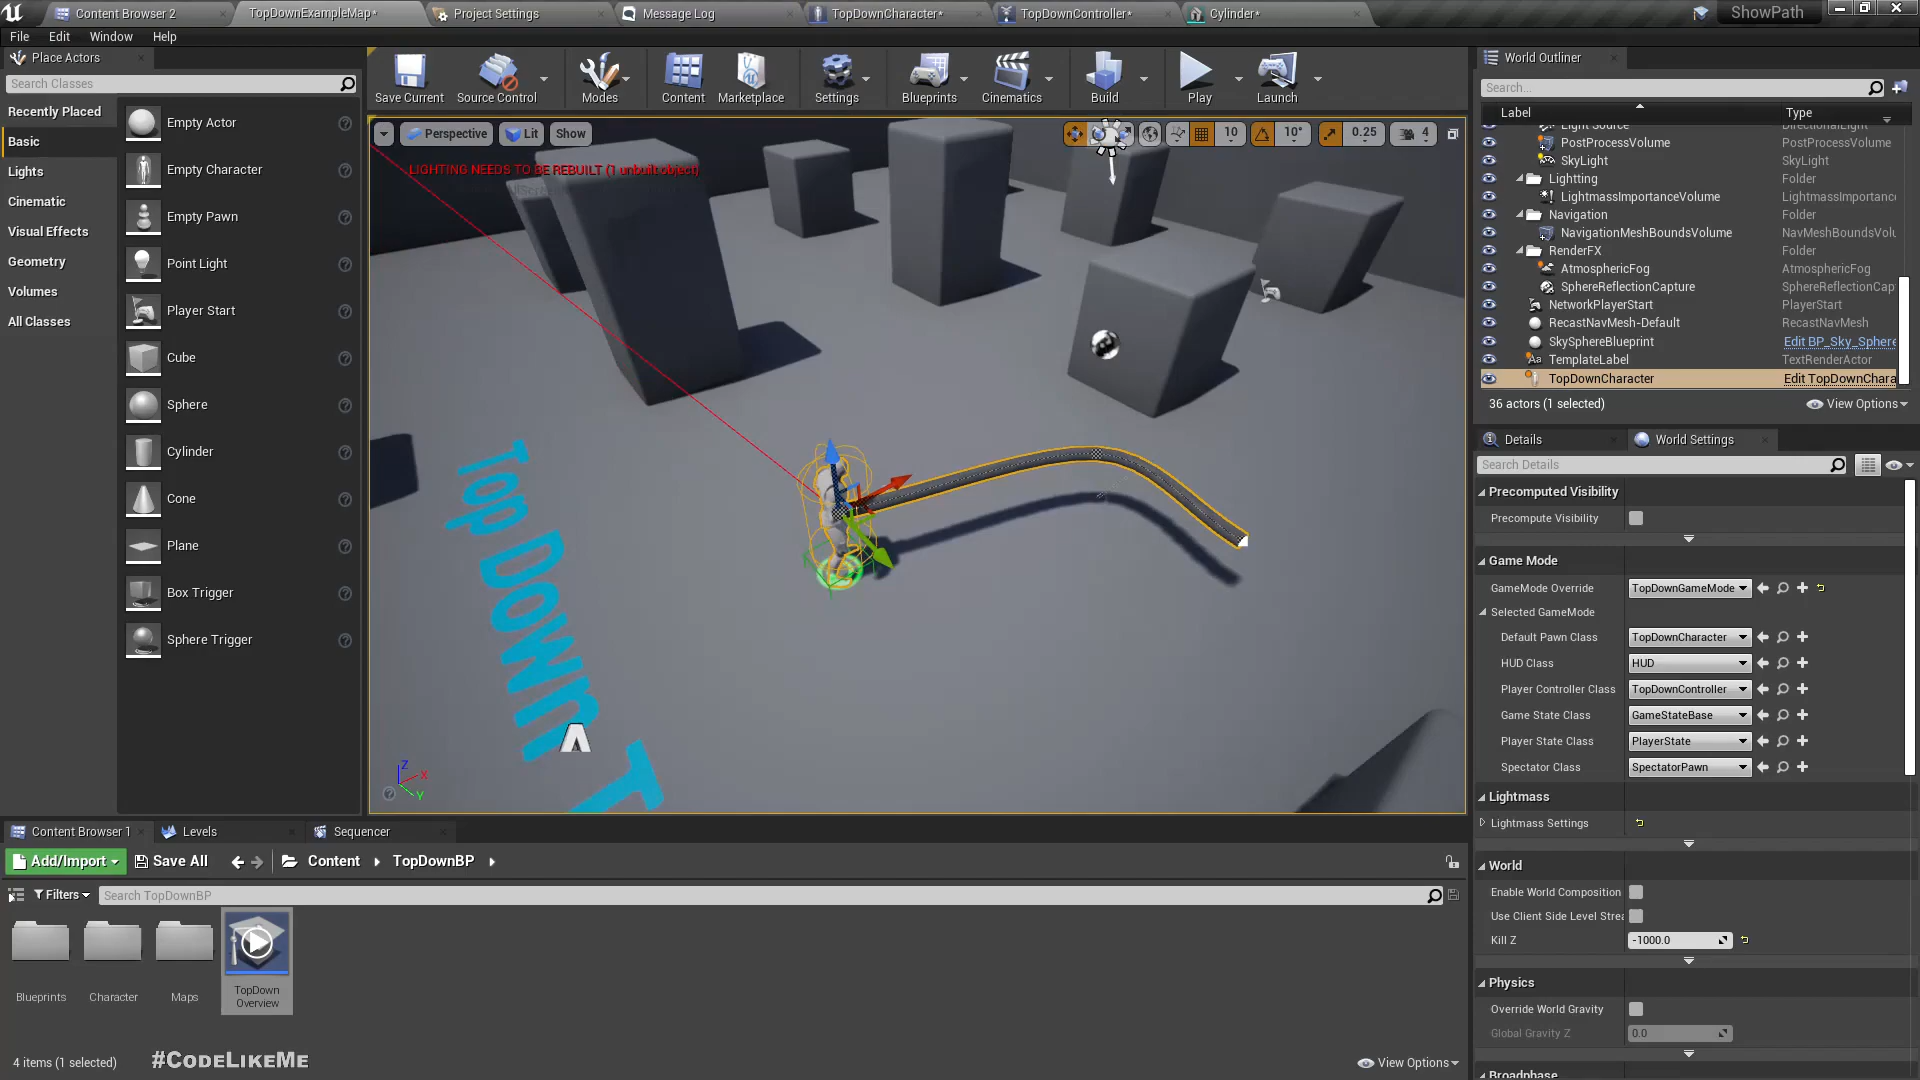 Content Browser 2
TopDownExampleMap*
Project Settings
Message Log
TopDownCharacter*
TopDownController*
Cylinder*
ShowPath
File
Edit
Window
Help
Place Actors
Search Classes
Recently Placed
Basic
Lights
Cinematic
Visual Effects
Geometry
Volumes
All Classes
Empty Actor
Empty Character
Empty Pawn
Point Light
Player Start
Cube
Sphere
Cylinder
Cone
Plane
Box Trigger
Sphere Trigger
Save Current
Source Control
Modes
Content
Marketplace
Settings
Blueprints
Cinematics
Build
Play
Launch
Perspective
Lit
Show
10
10°
0.25
4
LIGHTING NEEDS TO BE REBUILT (1 unbuilt object)
Top Down T
Z
X
Y
World Outliner
Search...
Label
Type
Light Source
DirectionalLight
PostProcessVolume
PostProcessVolume
SkyLight
SkyLight
Lightting
Folder
LightmassImportanceVolume
LightmassImportance
Navigation
Folder
NavigationMeshBoundsVolume
NavMeshBoundsVolu
RenderFX
Folder
AtmosphericFog
AtmosphericFog
SphereReflectionCapture
SphereReflectionCap
NetworkPlayerStart
PlayerStart
RecastNavMesh-Default
RecastNavMesh
SkySphereBlueprint
Edit BP_Sky_Sphere
TemplateLabel
TextRenderActor
TopDownCharacter
Edit TopDownChara
36 actors (1 selected)
View Options
Details
World Settings
Search Details
Precomputed Visibility
Precompute Visibility
Game Mode
GameMode Override
TopDownGameMode
Selected GameMode
Default Pawn Class
TopDownCharacter
HUD Class
HUD
Player Controller Class
TopDownController
Game State Class
GameStateBase
Player State Class
PlayerState
Spectator Class
SpectatorPawn
Lightmass
Lightmass Settings
World
Enable World Composition
Use Client Side Level Strea
Kill Z
-1000.0
Physics
Override World Gravity
Global Gravity Z
0.0
Broadphase
Content Browser 1
Levels
Sequencer
Add/Import
Save All
Content
TopDownBP
Filters
Search TopDownBP
Blueprints
Character
Maps
TopDown
Overview
4 items (1 selected)
#CodeLikeMe
View Options